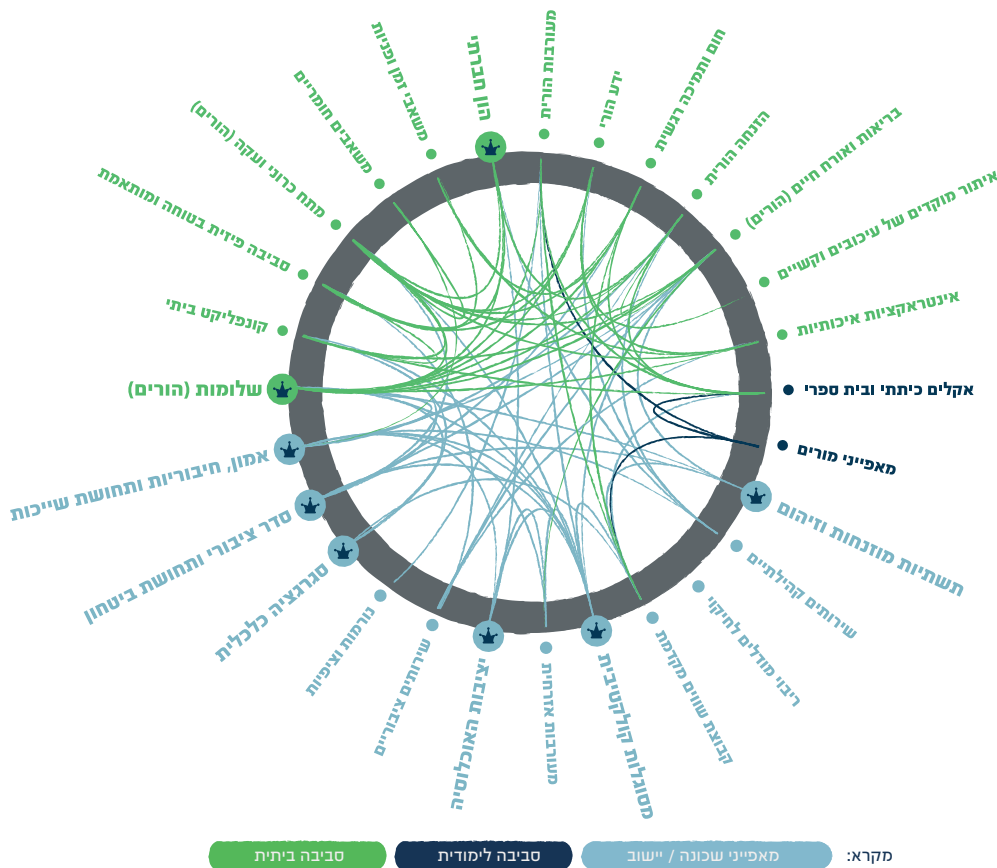 הון חברתי
מעורבות הורית
ידע הורי
חום ותמיכה רגשית
הזנחה הורית
בריאות ואורח חיים (הורים)
איתור מוקדים של עיכובים וקשיים
אינטראקציות איכותיות
אקלים כיתתי ובית ספרי
מאפייני מורים
תשתיות מוזנחות וזיהום
שירותים קהילתיים
ריבוי מודלים לחיקוי
קבוצת שווים מקדמת
מסוגלות קולקטיבית
מעורבות אזרחית
יציבות האוכלוסיה
שירותים ציבוריים
נורמות וציפיות
סגרגציה כלכלית
סדר ציבורי ותחושת ביטחון
אמון, חיבוריות ותחושת שייכות
שלומות (הורים)
קונפליקט ביתי
סביבה פיזית בטוחה ומותאמת
מתח כרוני ועקה (הורים)
משאבים חומריים
משאבי זמן ופניות
מקרא:
מאפייני שכונה / יישוב
סביבה לימודית
סביבה ביתית